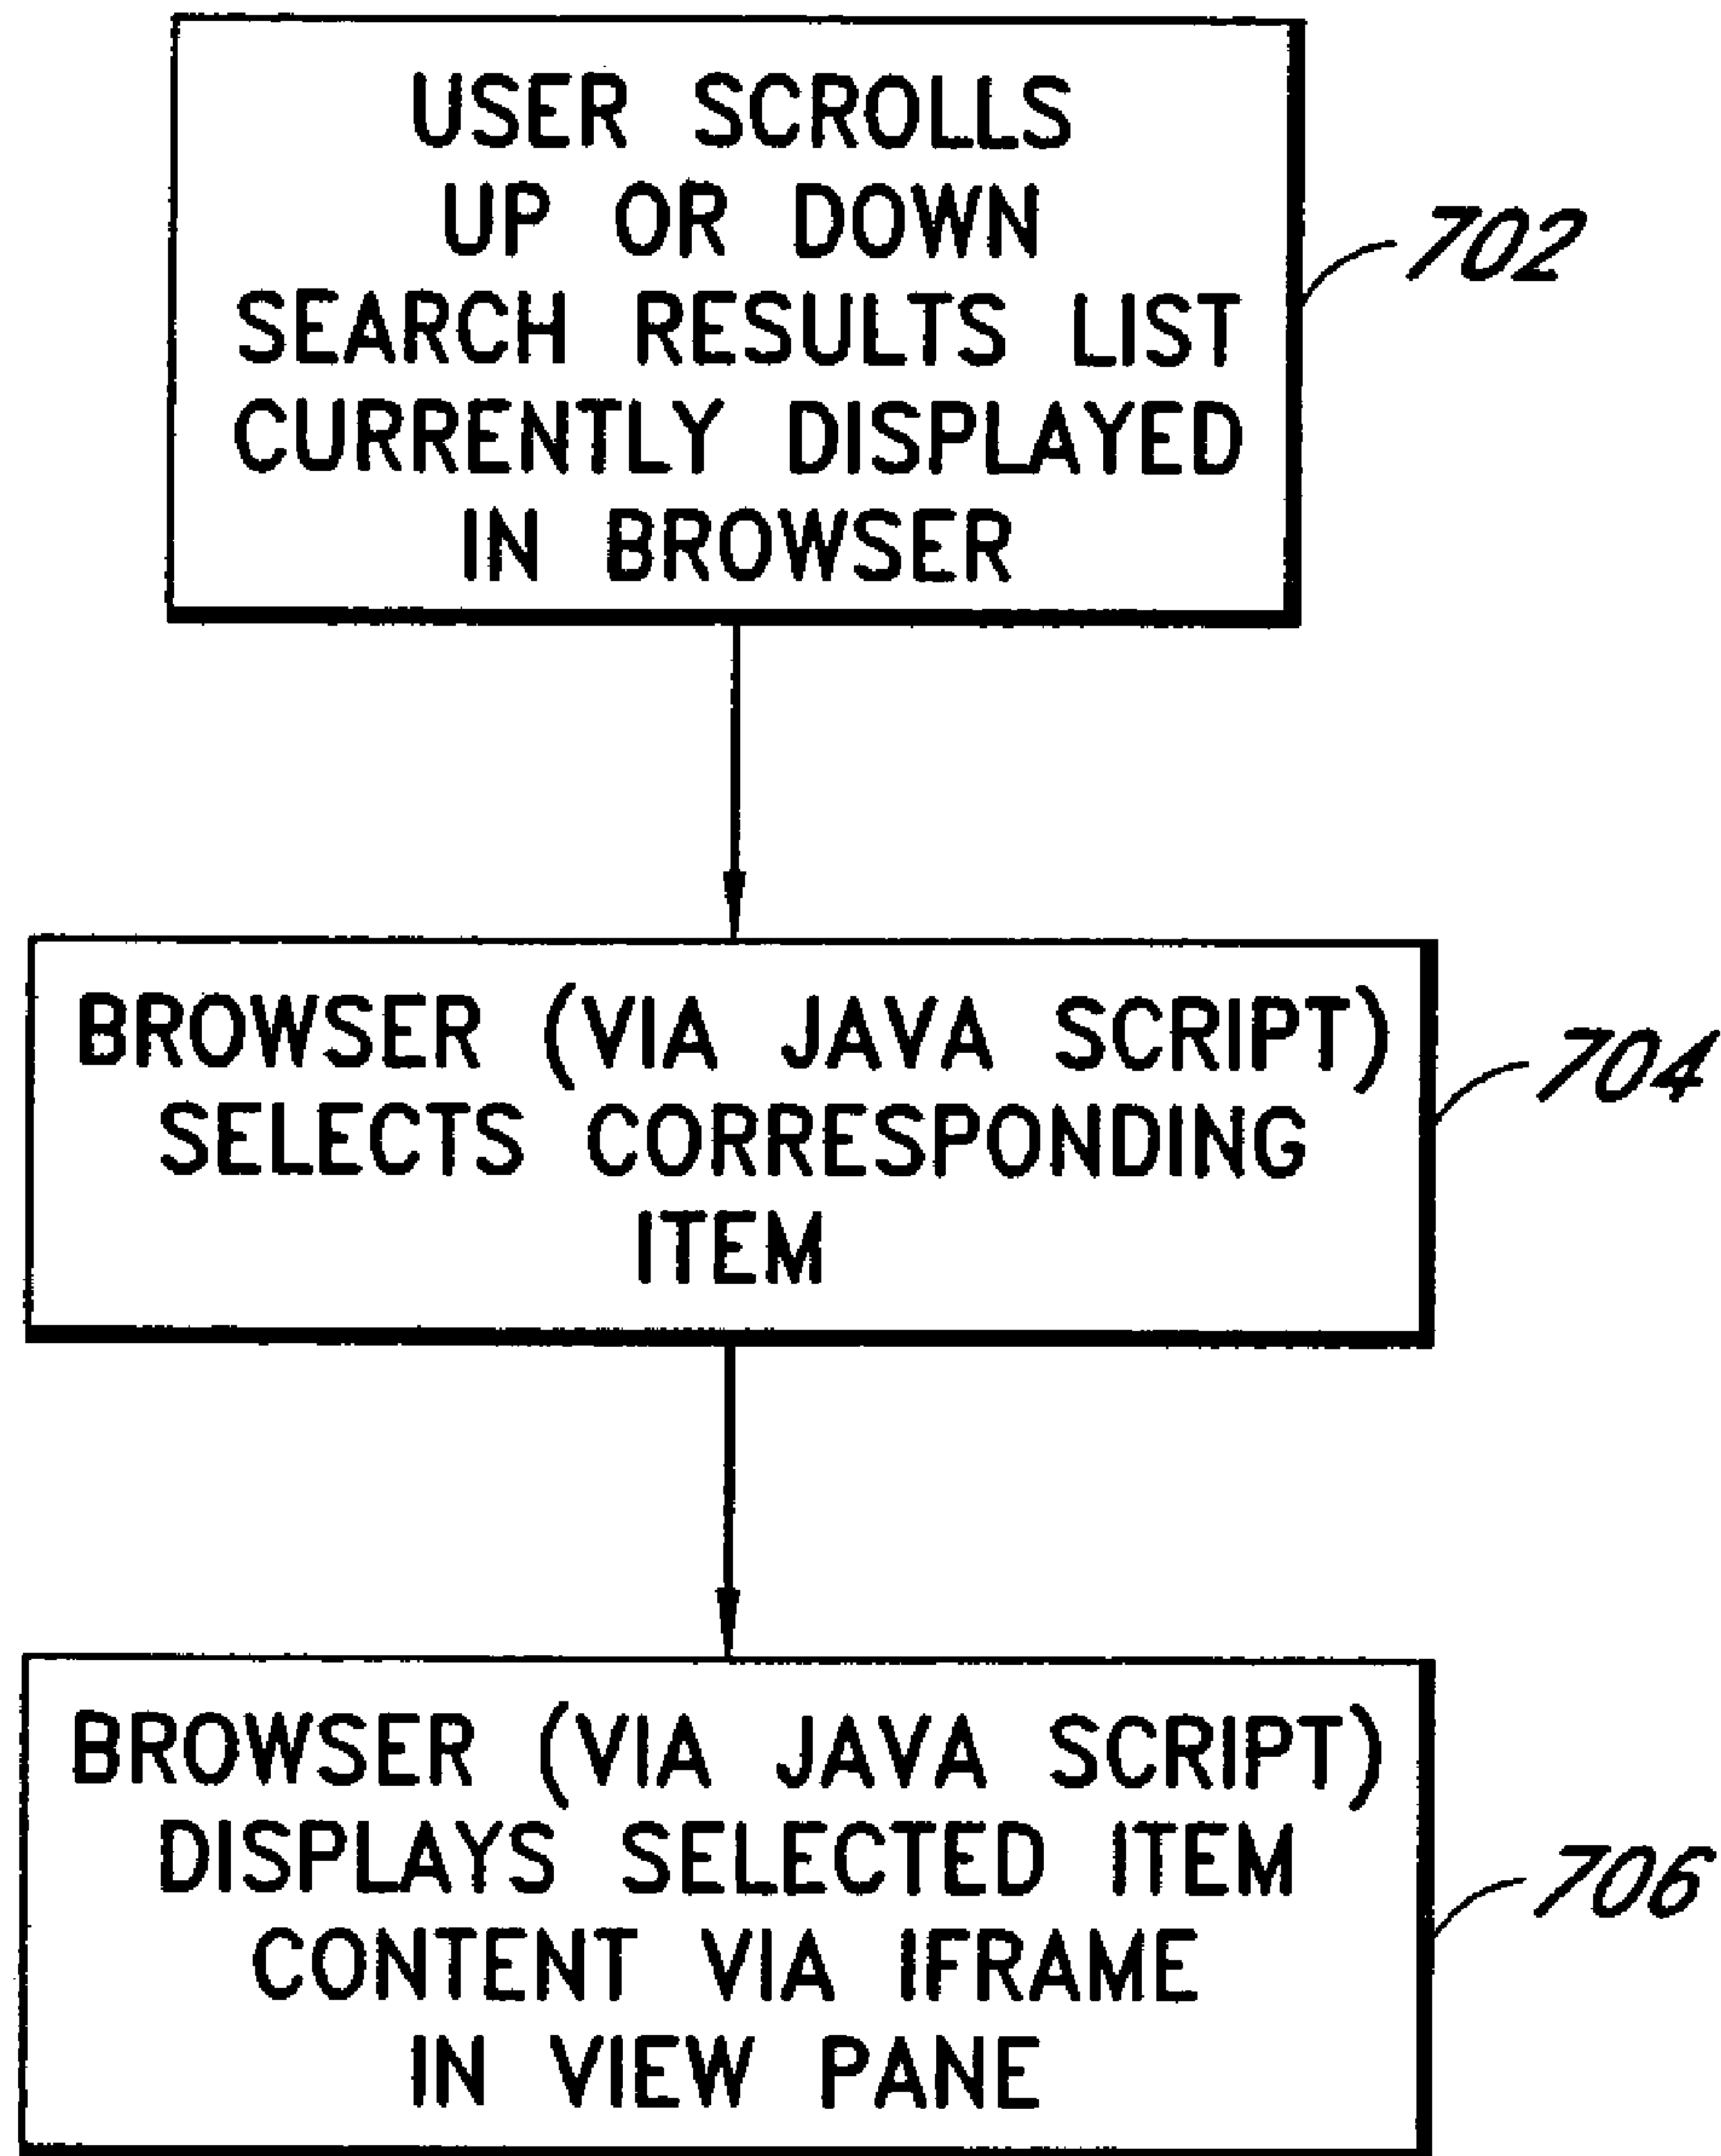 USER SCROLLS
UP OR DOWN
SEARCH RESULTS LIST
CURRENTLY DISPLAYED
IN BROWSER
702
BROWSER (VIA JAVA SCRIPT)
SELECTS CORRESPONDING
ITEM
704
BROWSER (VIA JAVA SCRIPT)
DISPLAYS SELECTED ITEM
CONTENT VIA IFRAME
IN VIEW PANE
706